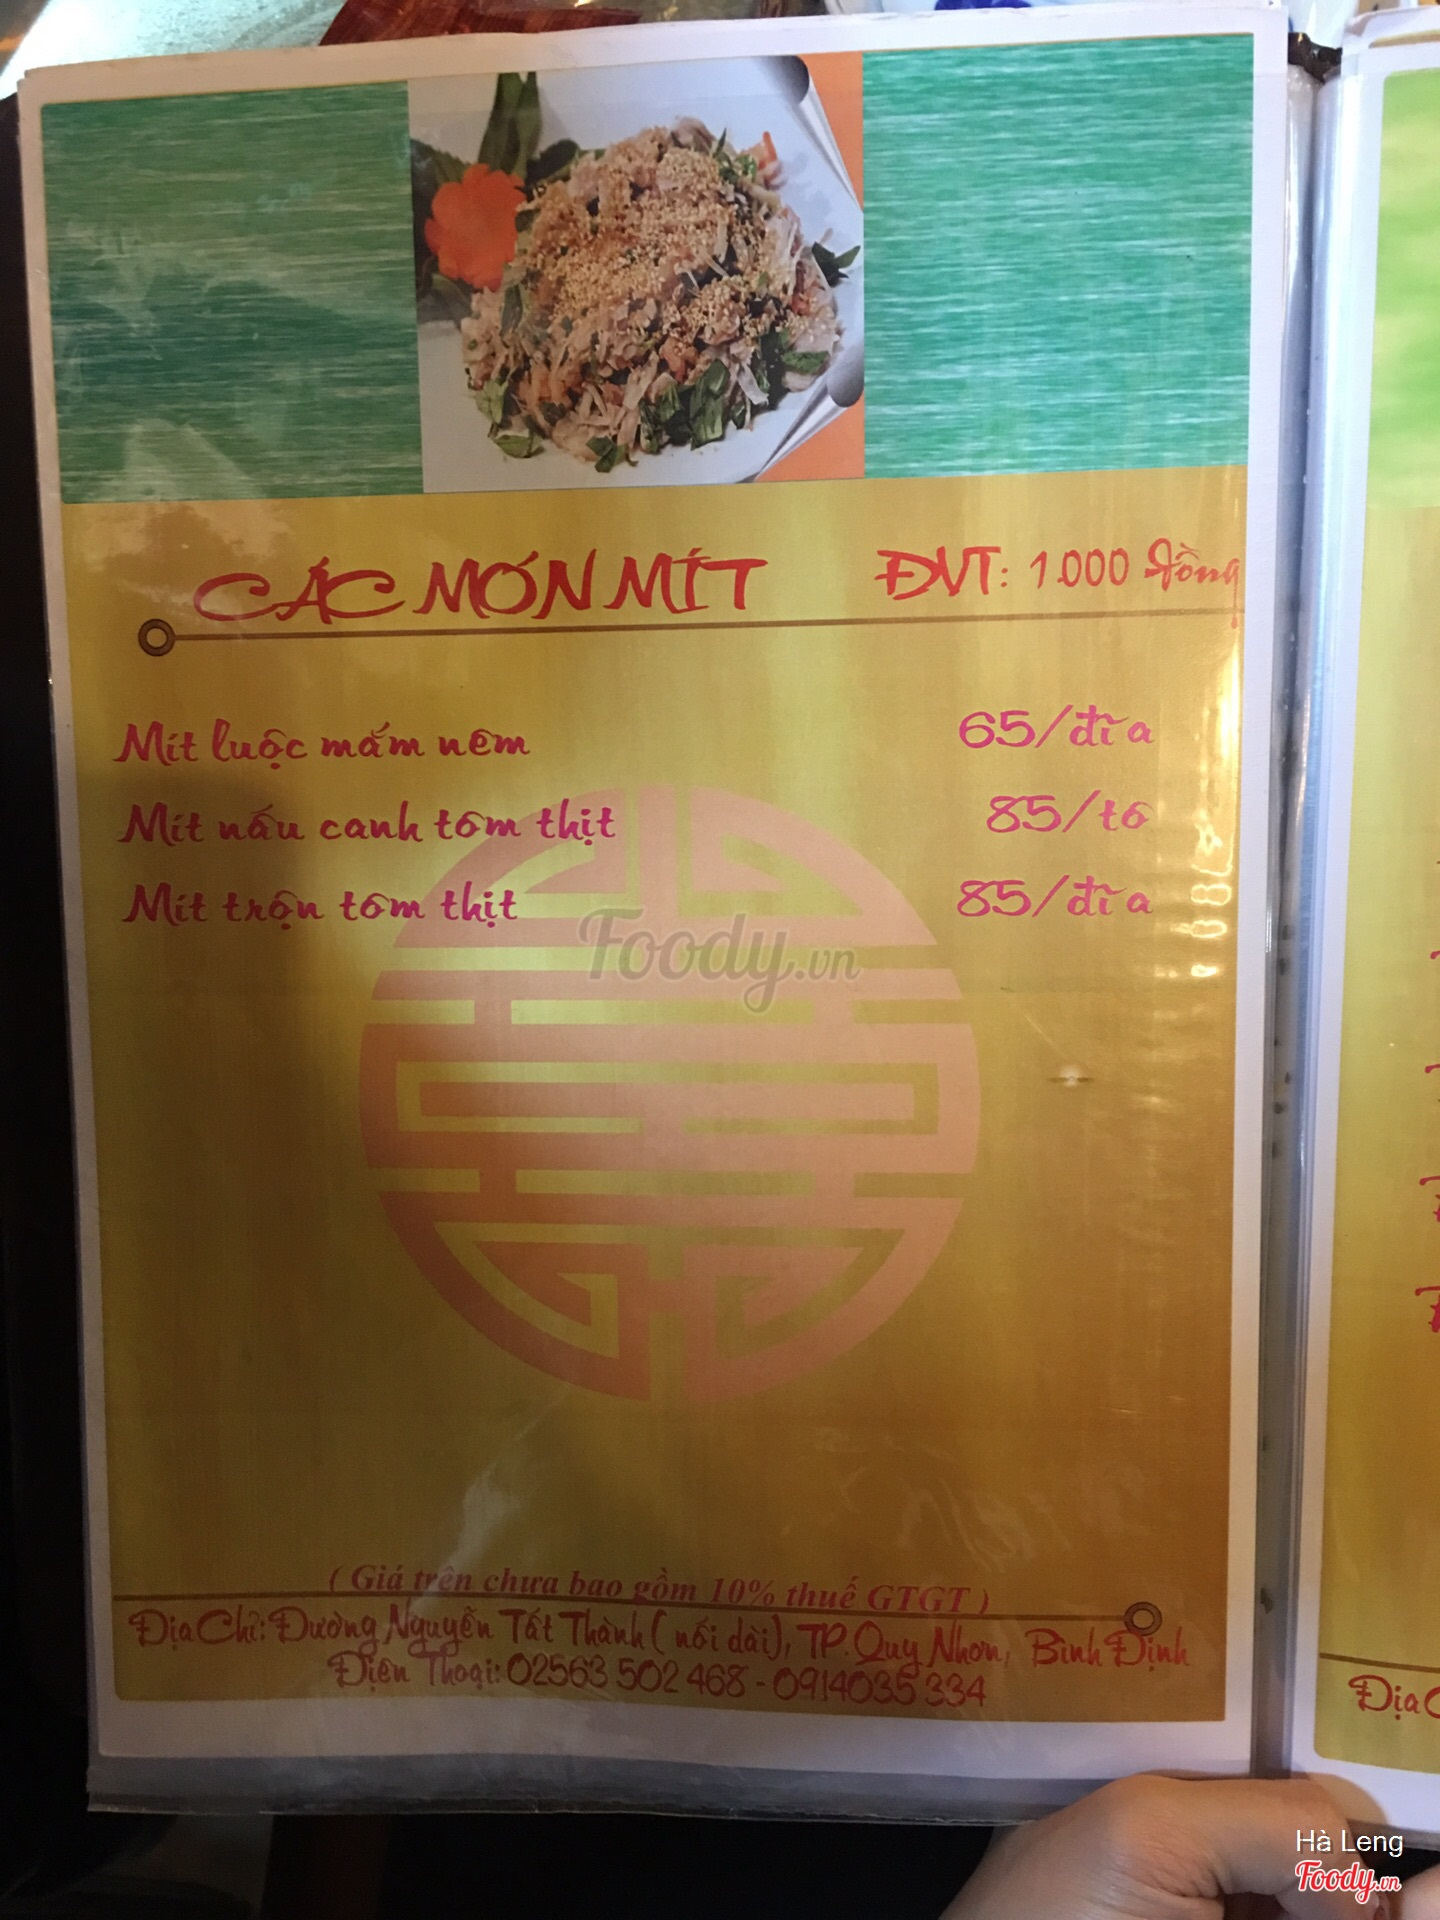 CÁC MÓN MÍT ĐVT: 1.000 đồng
Mít luộc mắm nêm 65/đĩa
Mít nấu canh tôm thịt 85/tô
Mít trộn tôm thịt 85/đĩa
Foody.vn
( Giá trên chưa bao gồm 10% thuế GTGT )
Địa Chỉ: Đường Nguyễn Tất Thành ( nối dài), TP.Quy Nhơn, Bình Định
Điện Thoại: 02563 502 468 - 0914035 334
Địa C
Hà Leng
Foody.vn